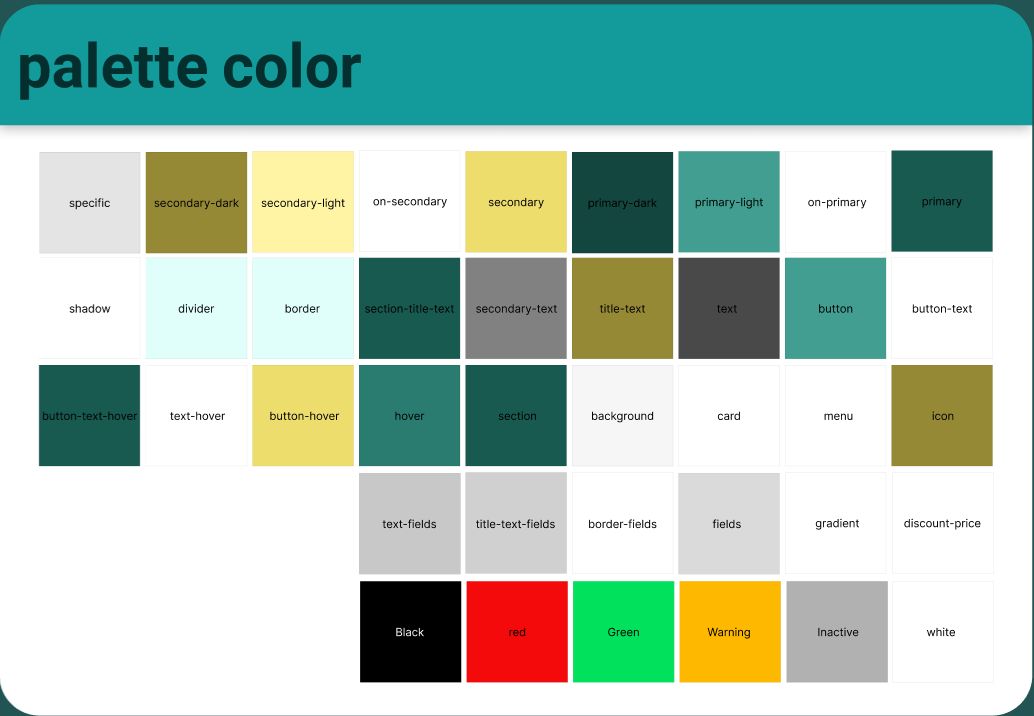 palette color
specific
secondary-dark
secondary-light
on-secondary
secondary
primary-dark
primary-light
on-primary
primary
shadow
divider
border
section-title-text
secondary-text
title-text
text
button
button-text
button-text-hover
text-hover
button-hover
hover
section
background
card
menu
icon
text-fields
title-text-fields
border-fields
fields
gradient
discount-price
Black
red
Green
Warning
Inactive
white